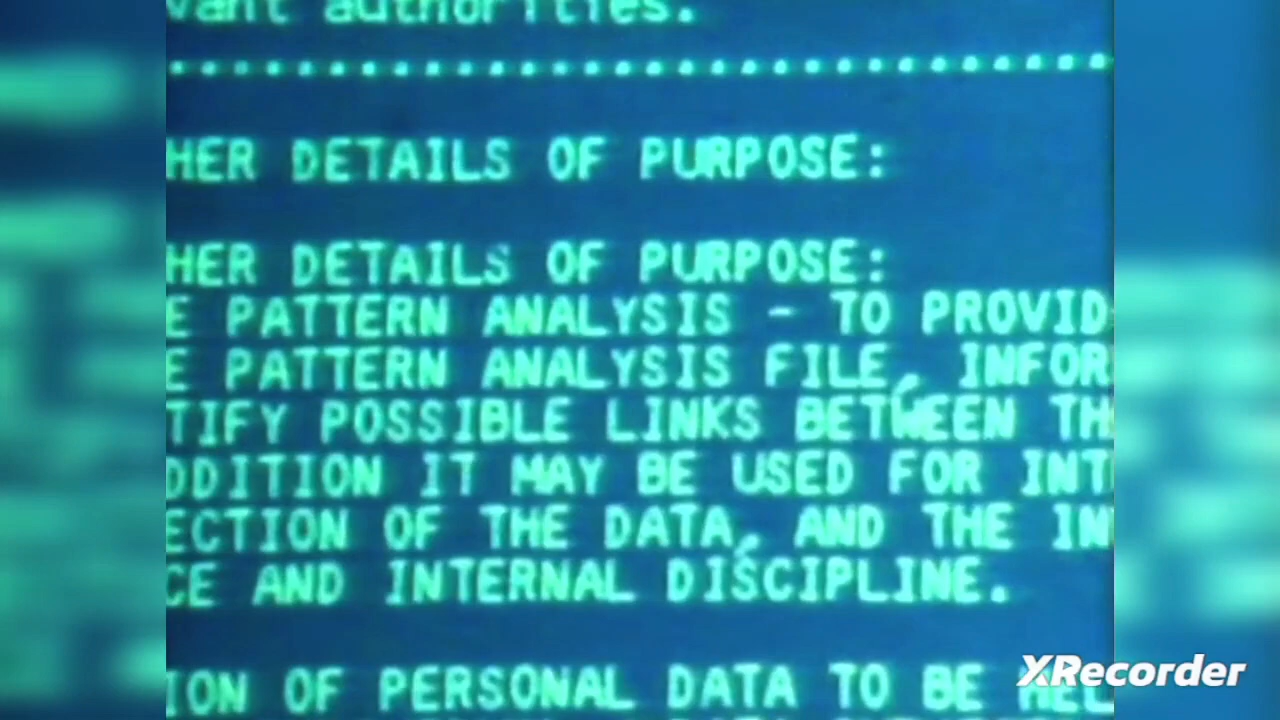 vant authorities.
HER DETAILS OF PURPOSE:
HER DETAILS OF PURPOSE:
E PATTERN ANALYSIS - TO PROVID
E PATTERN ANALYSIS FILE, INFOR
TIFY POSSIBLE LINKS BETWEEN TH
DDITION IT MAY BE USED FOR INT
ECTION OF THE DATA, AND THE IN
CE AND INTERNAL DISCIPLINE.
ION OF PERSONAL DATA TO BE HEL
XRecorder